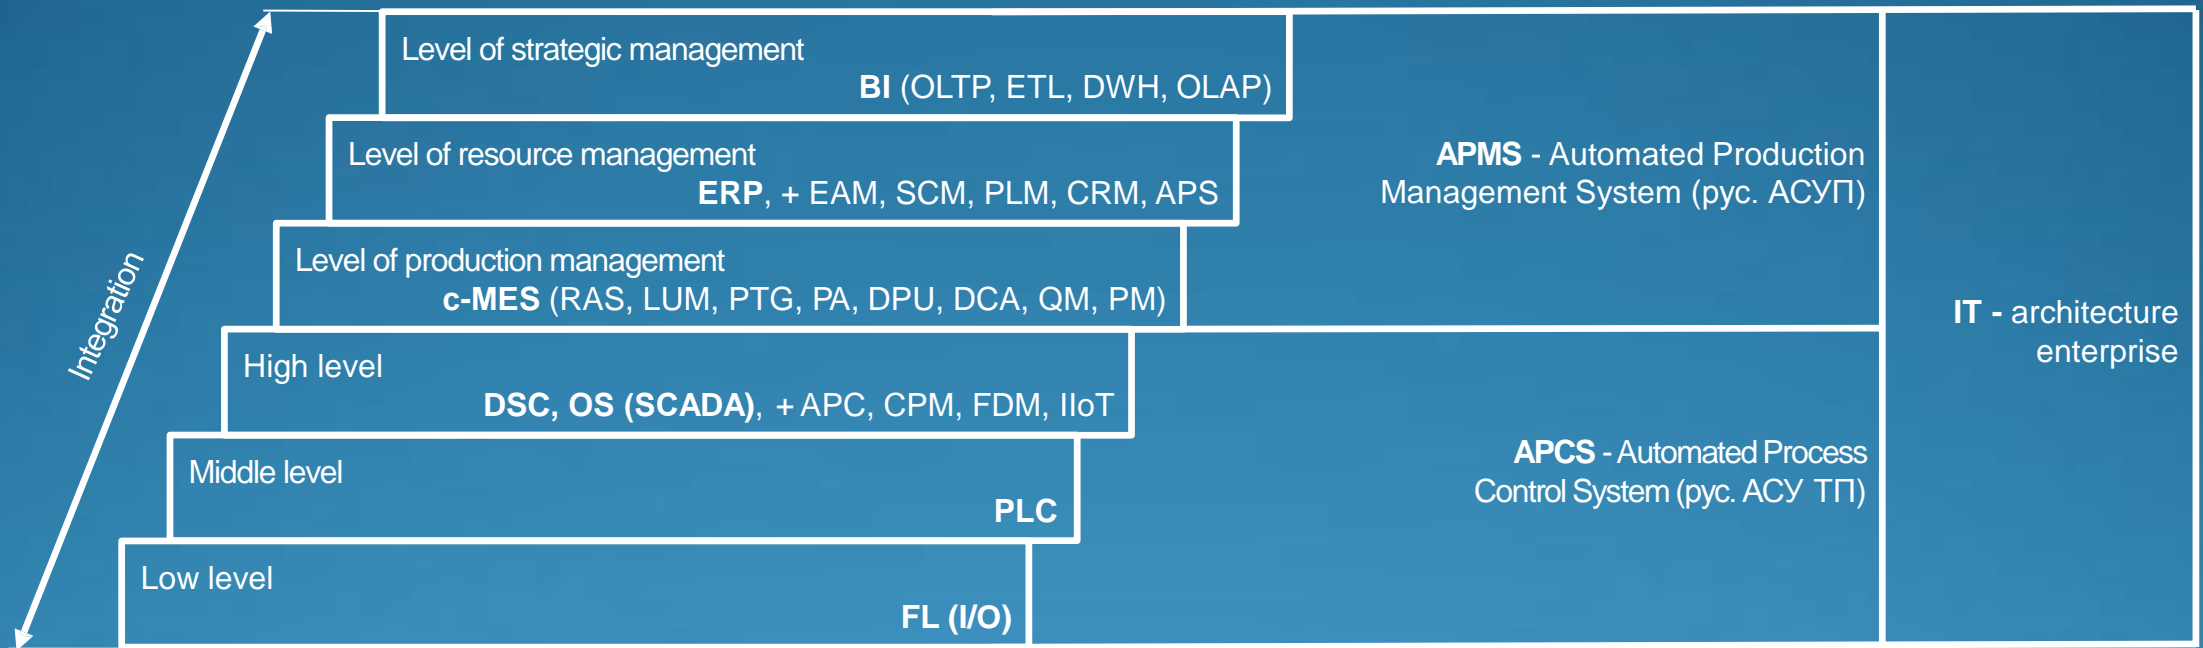 Level of strategic management
BI (OLTP, ETL, DWH, OLAP)
Level of resource management
ERP, + EAM, SCM, PLM, CRM, APS
Level of production management
c-MES (RAS, LUM, PTG, PA, DPU, DCA, QM, PM)
High level
DSC, OS (SCADA), + APC, CPM, FDM, IIoT
Middle level
PLC
Low level
FL (I/O)
Integration
APMS - Automated Production
Management System (рус. АСУП)
APCS - Automated Process
Control System (рус. АСУ ТП)
IT - architecture
enterprise